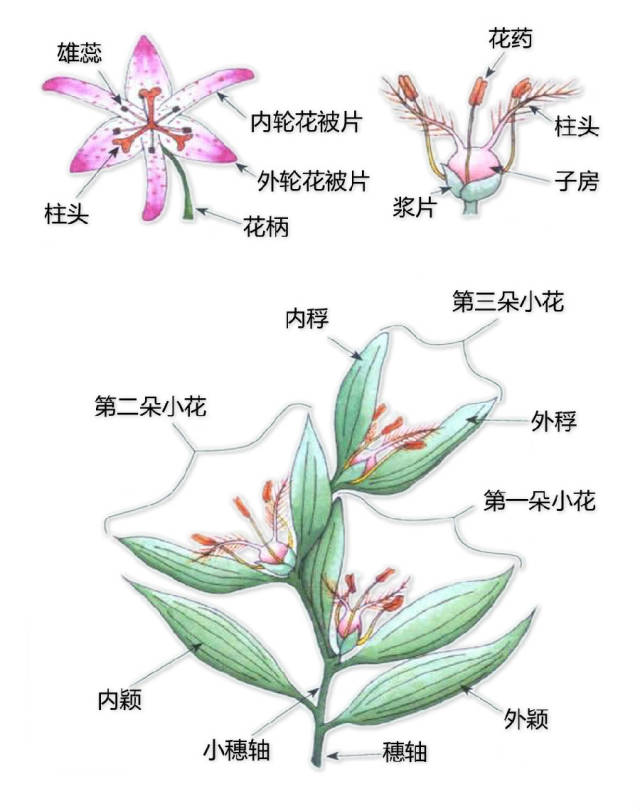 雄蕊
内轮花被片
外轮花被片
柱头
花柄
花药
柱头
子房
浆片
第三朵小花
内稃
第二朵小花
外稃
第一朵小花
内颖
外颖
小穗轴
穗轴